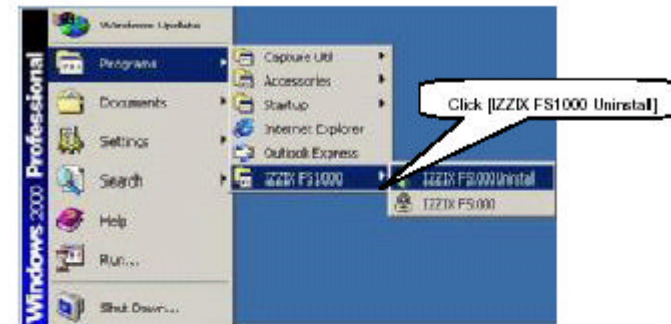 Windows 2000 Professional
Windows Update
Programs
Documents
Settings
Search
Help
Run...
Shut Down...
Capture Util
Accessories
Startup
Internet Explorer
Outlook Express
IZZIX FS1000
IZZIX FS1000 Uninstall
IZZIX FS1000
Click [IZZIX FS1000 Uninstall]